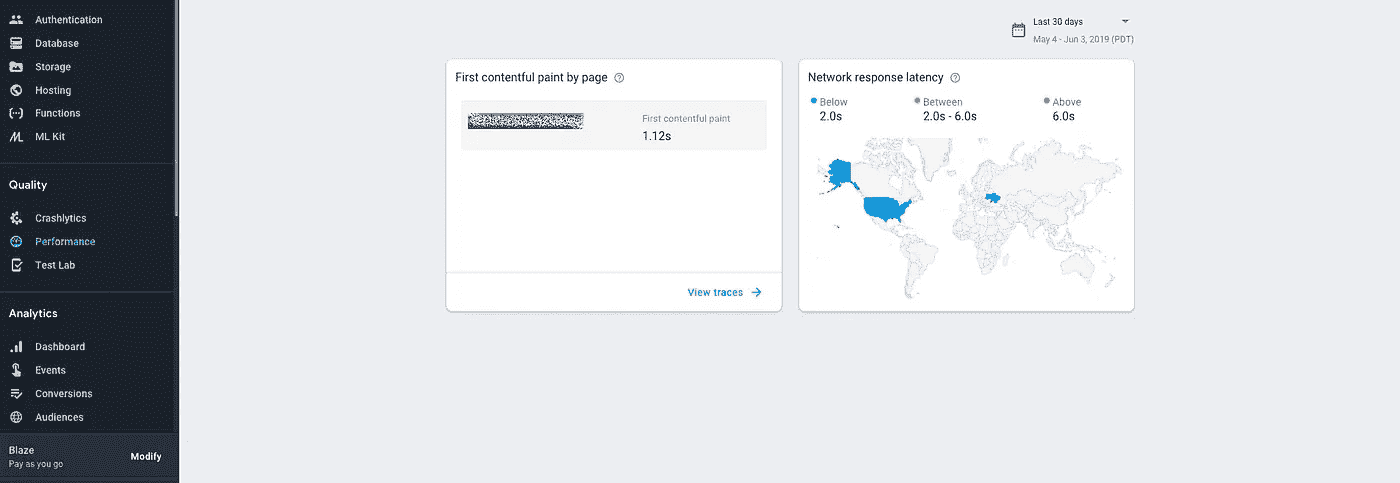 Authentication
Database
Storage
Hosting
Functions
ML Kit
Quality
Crashlytics
Performance
Test Lab
Analytics
Dashboard
Events
Conversions
Audiences
Blaze
Pay as you go
Modify
Last 30 days
May 4 - Jun 3, 2019 (PDT)
First contentful paint by page
First contentful paint
1.12s
View traces
Network response latency
Below
2.0s
Between
2.0s - 6.0s
Above
6.0s